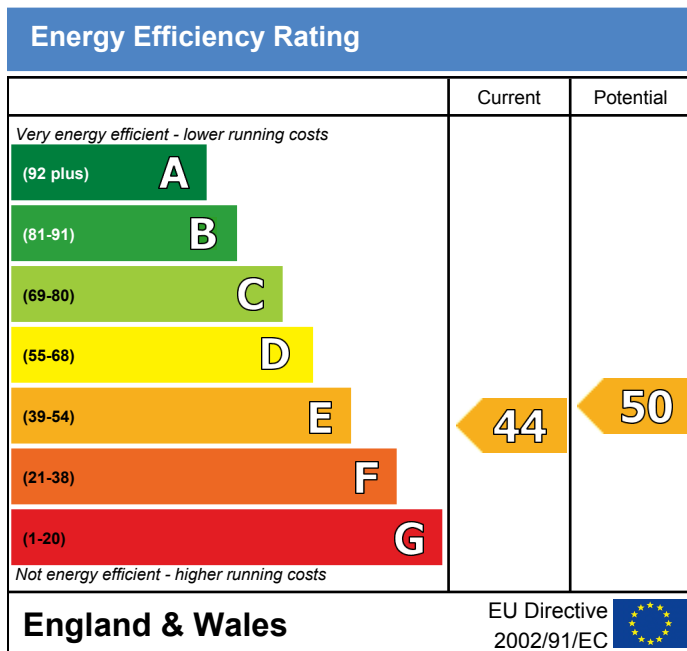 Energy Efficiency Rating
Current Potential
Very energy efficient - lower running costs
(92 plus) A
(81-91) B
(69-80) C
(55-68) D
(39-54) E 44 50
(21-38) F
(1-20) G
Not energy efficient - higher running costs
England & Wales
EU Directive
2002/91/EC